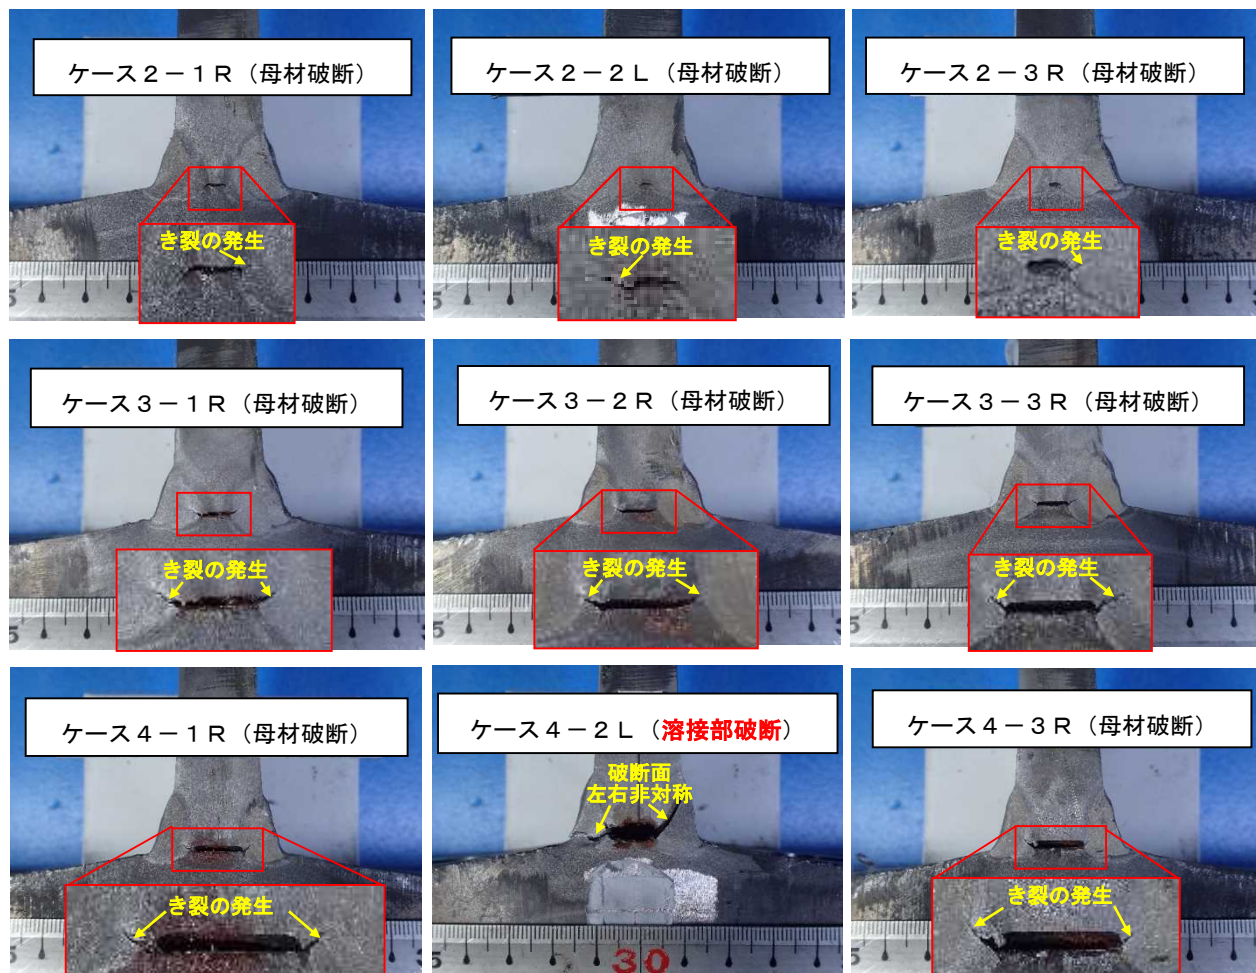 ケース2-1R(母材破断)
き裂の発生
ケース2-2L(母材破断)
き裂の発生
ケース2-3R(母材破断)
き裂の発生
ケース3-1R(母材破断)
き裂の発生
ケース3-2R(母材破断)
き裂の発生
ケース3-3R(母材破断)
き裂の発生
ケース4-1R(母材破断)
き裂の発生
ケース4-2L(溶接部破断)
破断面
左右非対称
30
ケース4-3R(母材破断)
き裂の発生